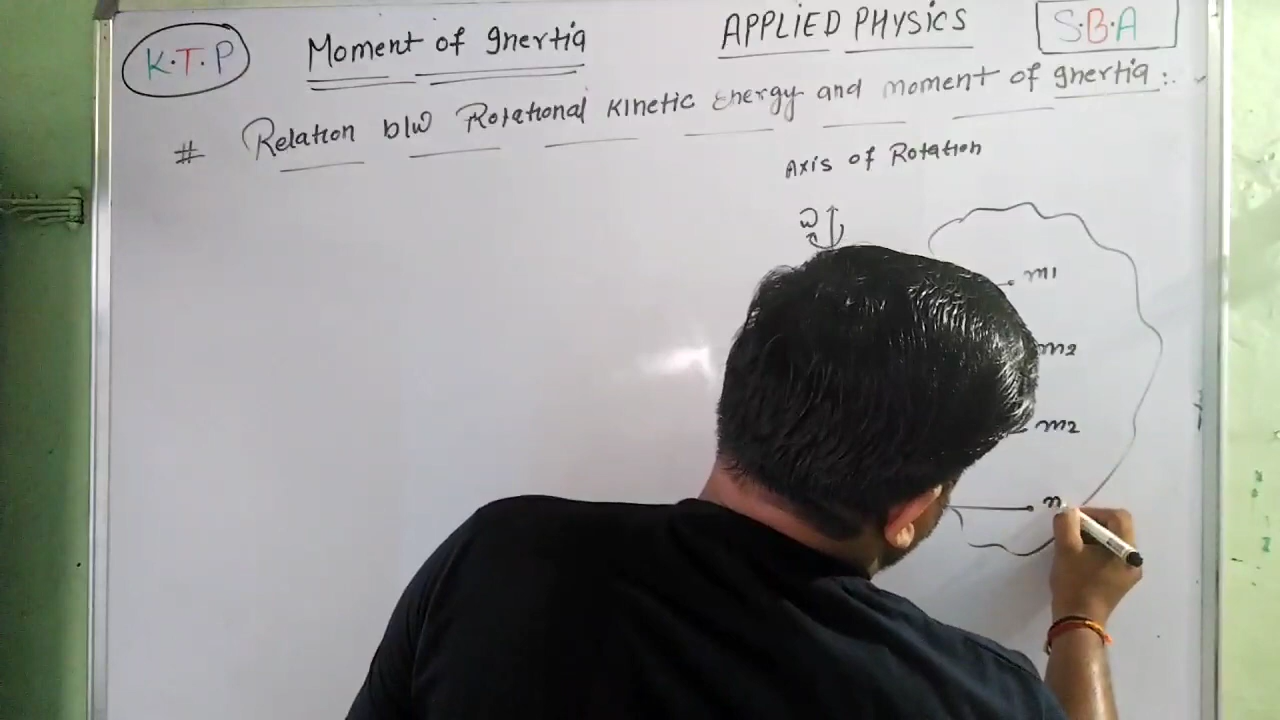 K.T.P Moment of Inertia APPLIED PHYSICS S.B.A
# Relation b/w Rotational Kinetic Energy and moment of Inertia :.
Axis of Rotation
ω
m1
m2
m2